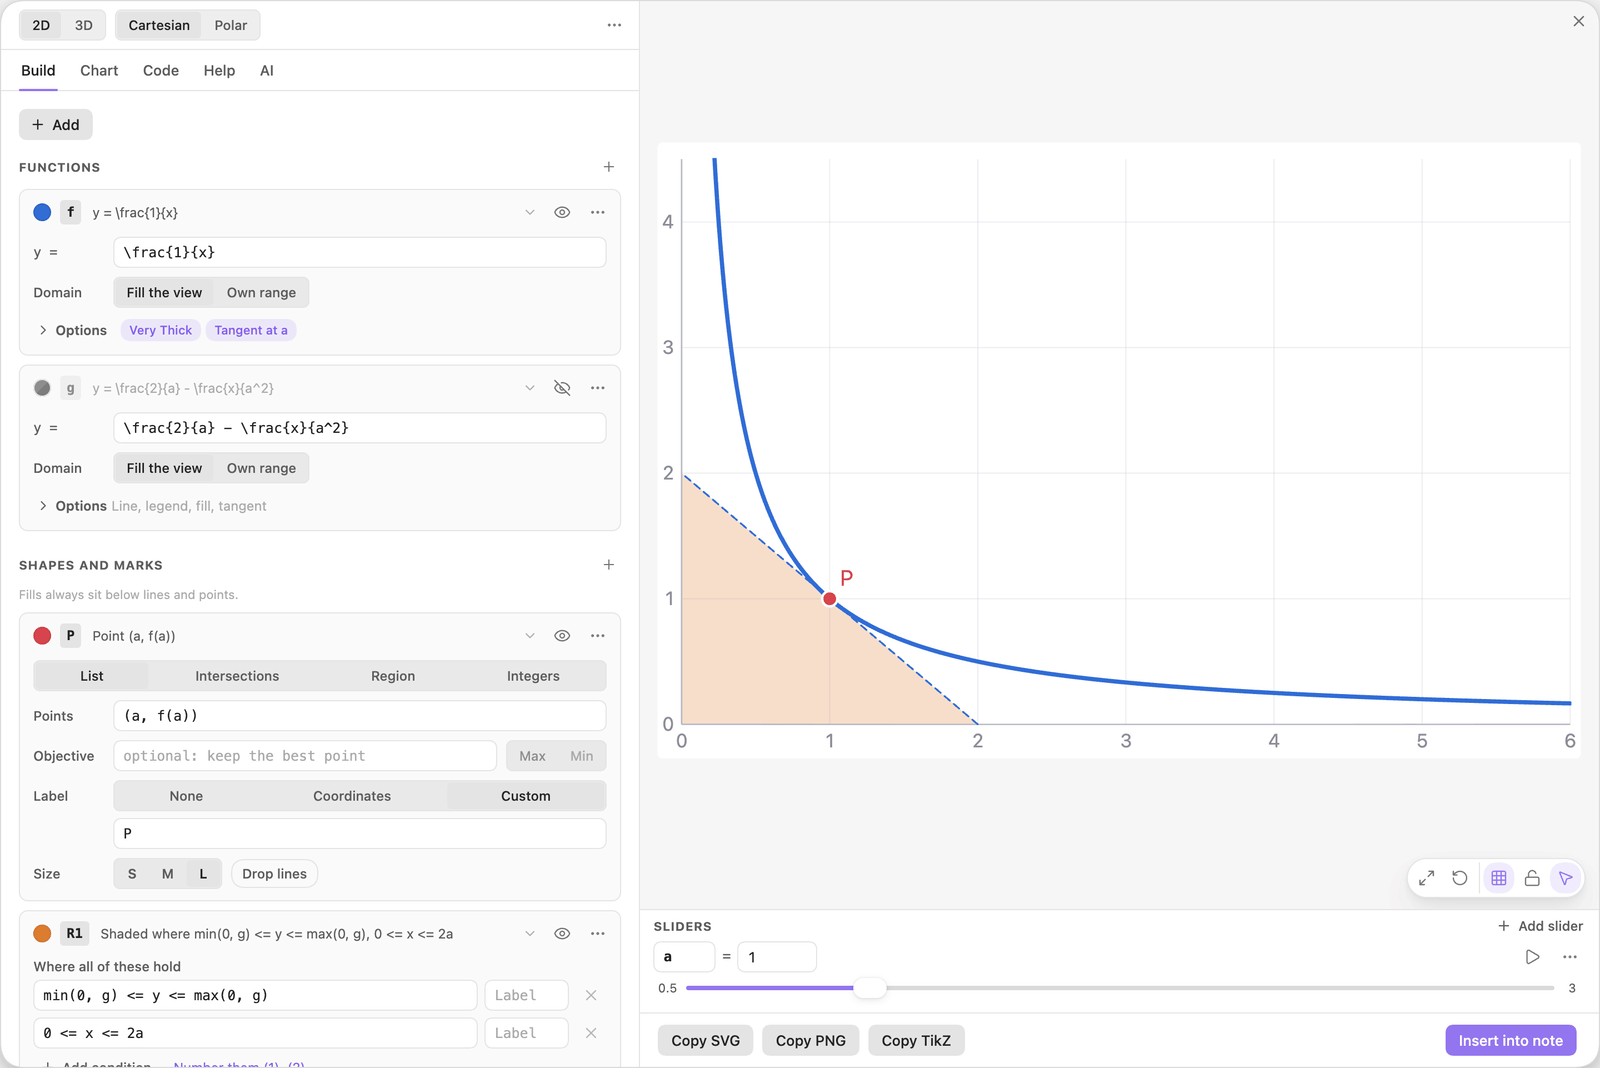 2D 3D Cartesian Polar
Build Chart Code Help AI
+ Add
FUNCTIONS
f y = \frac{1}{x}
y = \frac{1}{x}
Domain Fill the view Own range
Options Very Thick Tangent at a
g y = \frac{2}{a} - \frac{x}{a^2}
y = \frac{2}{a} - \frac{x}{a^2}
Domain Fill the view Own range
Options Line, legend, fill, tangent
SHAPES AND MARKS
Fills always sit below lines and points.
P Point (a, f(a))
List Intersections Region Integers
Points (a, f(a))
Objective optional: keep the best point Max Min
Label None Coordinates Custom
P
Size S M L Drop lines
R1 Shaded where min(0, g) <= y <= max(0, g), 0 <= x <= 2a
Where all of these hold
min(0, g) <= y <= max(0, g) Label
0 <= x <= 2a Label
+ Add condition Number them (1), (2)
4
3
2
1
0
P
0 1 2 3 4 5 6
SLIDERS + Add slider
a = 1
0.5 3
Copy SVG Copy PNG Copy TikZ Insert into note